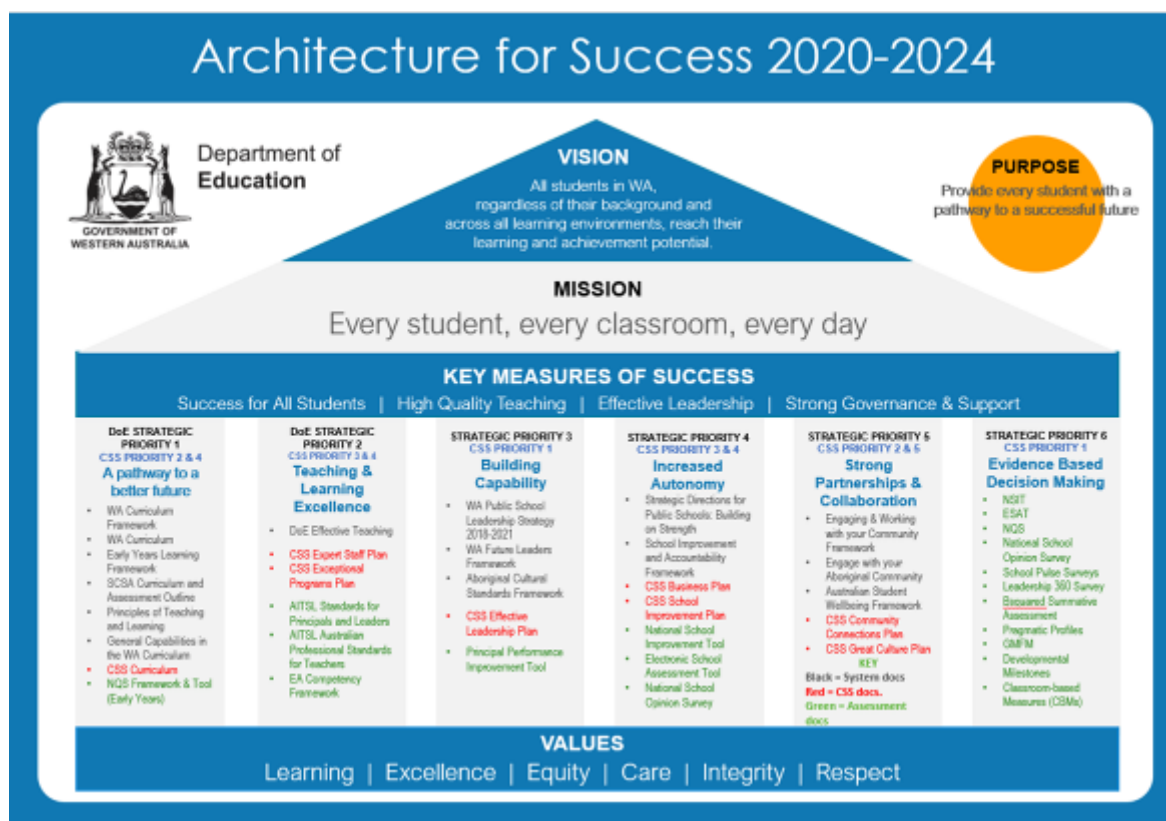 Architecture for Success 2020-2024
GOVERNMENT OF
WESTERN AUSTRALIA
Department of
Education
VISION
All students in WA,
regardless of their background and
across all learning environments, reach their
learning and achievement potential.
PURPOSE
Provide every student with a
pathway to a successful future
MISSION
Every student, every classroom, every day
KEY MEASURES OF SUCCESS
Success for All Students | High Quality Teaching | Effective Leadership | Strong Governance & Support
DoE STRATEGIC
PRIORITY 1
CSS PRIORITY 2 & 4
A pathway to a
better future
• WA Curriculum
Framework
• WA Curriculum
• Early Years Learning
Framework
• SCSA Curriculum and
Assessment Outline
• Principles of Teaching
and Learning
• General Capabilities in
the WA Curriculum
• CSS Curriculum
• NQS Framework & Tool
(Early Years)
DoE STRATEGIC
PRIORITY 2
CSS PRIORITY 3 & 4
Teaching &
Learning
Excellence
• DoE Effective Teaching
• CSS Expert Staff Plan
• CSS Exceptional
Programs Plan
• AITSL Standards for
Principals and Leaders
• AITSL Australian
Professional Standards
for Teachers
• EA Competency
Framework
STRATEGIC PRIORITY 3
CSS PRIORITY 1
Building
Capability
• WA Public School
Leadership Strategy
2018-2021
• WA Future Leaders
Framework
• Aboriginal Cultural
Standards Framework
• CSS Effective
Leadership Plan
• Principal Performance
Improvement Tool
STRATEGIC PRIORITY 4
CSS PRIORITY 3 & 4
Increased
Autonomy
• Strategic Directions for
Public Schools: Building
on Strength
• School Improvement
and Accountability
Framework
• CSS Business Plan
• CSS School
Improvement Plan
• National School
Improvement Tool
• Electronic School
Assessment Tool
• National School
Opinion Survey
STRATEGIC PRIORITY 5
CSS PRIORITY 2 & 5
Strong
Partnerships &
Collaboration
• Engaging & Working
with your Community
Framework
• Engage with your
Aboriginal Community
• Australian Student
Wellbeing Framework
• CSS Community
Connections Plan
• CSS Great Culture Plan
KEY
Black = System docs
Red = CSS docs.
Green = Assessment
docs
STRATEGIC PRIORITY 6
CSS PRIORITY 1
Evidence Based
Decision Making
• NSIT
• ESAT
• NQS
• National School
Opinion Survey
• School Pulse Surveys
• Leadership 360 Survey
• Bsquared Summative
Assessment
• Pragmatic Profiles
• GMFM
• Developmental
Milestones
• Classroom-based
Measures (CBMs)
VALUES
Learning | Excellence | Equity | Care | Integrity | Respect